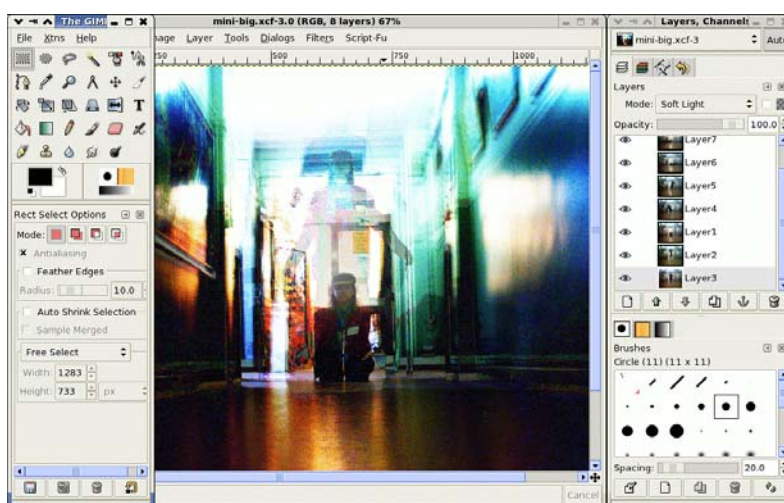 The GIM
File Xtns Help
Rect Select Options
Mode:
Antialiasing
Feather Edges
Radius: 10.0
Auto Shrink Selection
Sample Merged
Free Select
Width: 1283
Height: 733 px
mini-big.xcf-3.0 (RGB, 8 layers) 67%
mage Layer Tools Dialogs Filters Script-Fu
250 500 750 1000
Cancel
Layers, Channels
mini-big.xcf-3 Aut
Layers
Mode: Soft Light
Opacity: 100.0
Layer7
Layer6
Layer5
Layer4
Layer1
Layer2
Layer3
Brushes
Circle (11) (11 x 11)
Spacing: 20.0